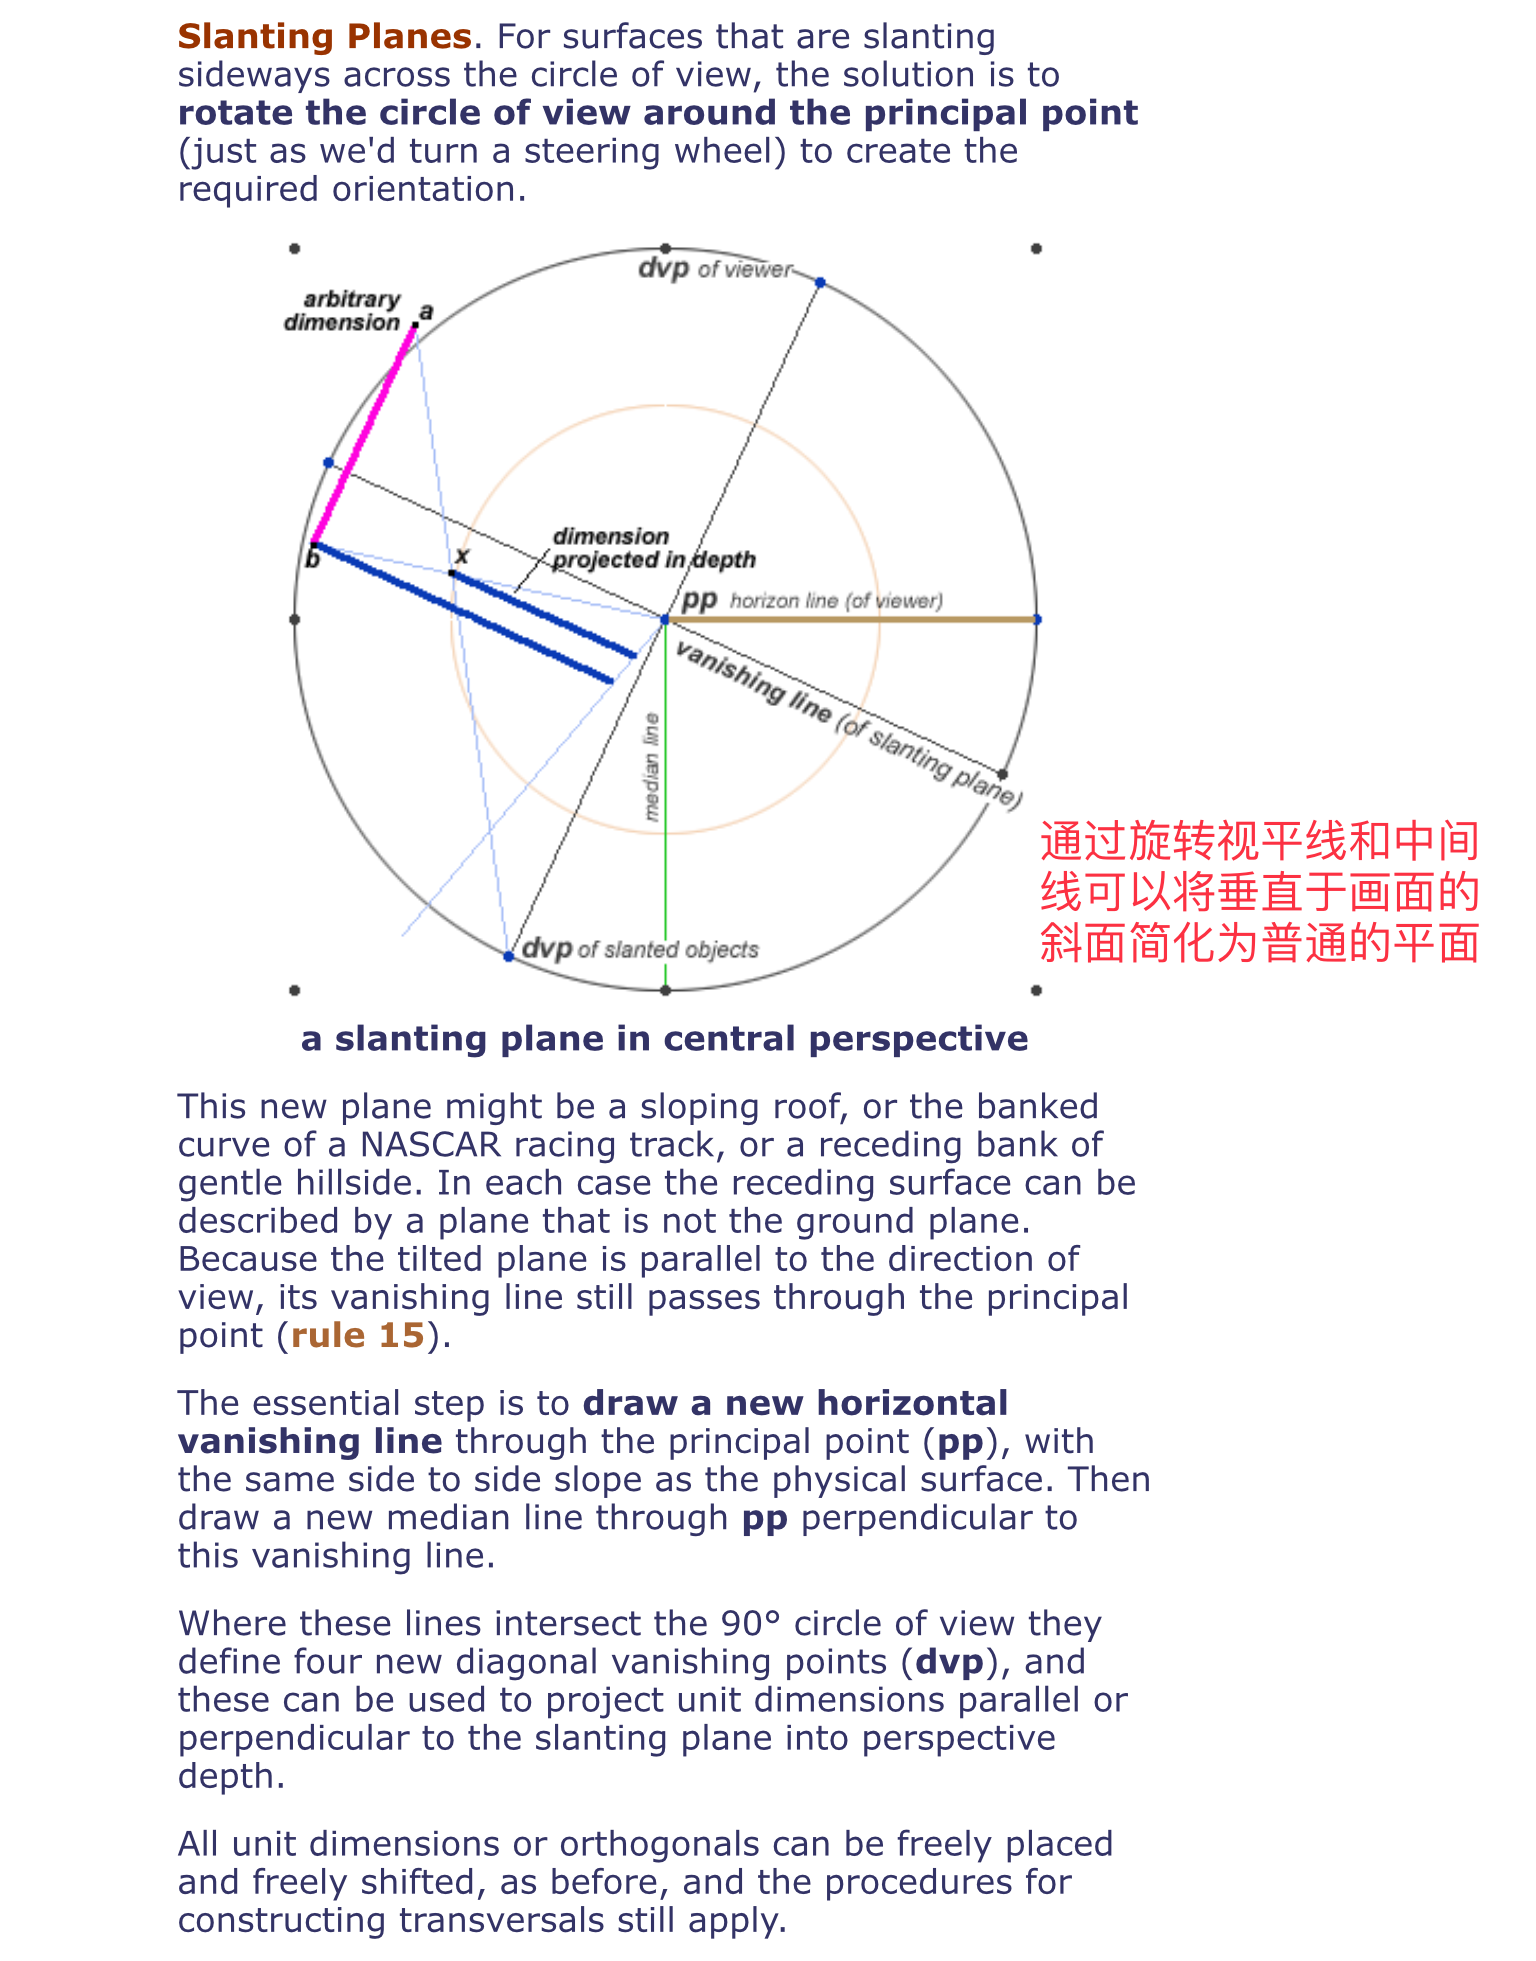 Slanting Planes. For surfaces that are slanting
sideways across the circle of view, the solution is to
rotate the circle of view around the principal point
(just as we'd turn a steering wheel) to create the
required orientation.
dvp of viewer
arbitrary
dimension
a
b
x
dimension
projected in depth
pp horizon line (of viewer)
vanishing line (of slanting plane)
median line
dvp of slanted objects
通过旋转视平线和中间
线可以将垂直于画面的
斜面简化为普通的平面
a slanting plane in central perspective
This new plane might be a sloping roof, or the banked
curve of a NASCAR racing track, or a receding bank of
gentle hillside. In each case the receding surface can be
described by a plane that is not the ground plane.
Because the tilted plane is parallel to the direction of
view, its vanishing line still passes through the principal
point (rule 15).
The essential step is to draw a new horizontal
vanishing line through the principal point (pp), with
the same side to side slope as the physical surface. Then
draw a new median line through pp perpendicular to
this vanishing line.
Where these lines intersect the 90° circle of view they
define four new diagonal vanishing points (dvp), and
these can be used to project unit dimensions parallel or
perpendicular to the slanting plane into perspective
depth.
All unit dimensions or orthogonals can be freely placed
and freely shifted, as before, and the procedures for
constructing transversals still apply.